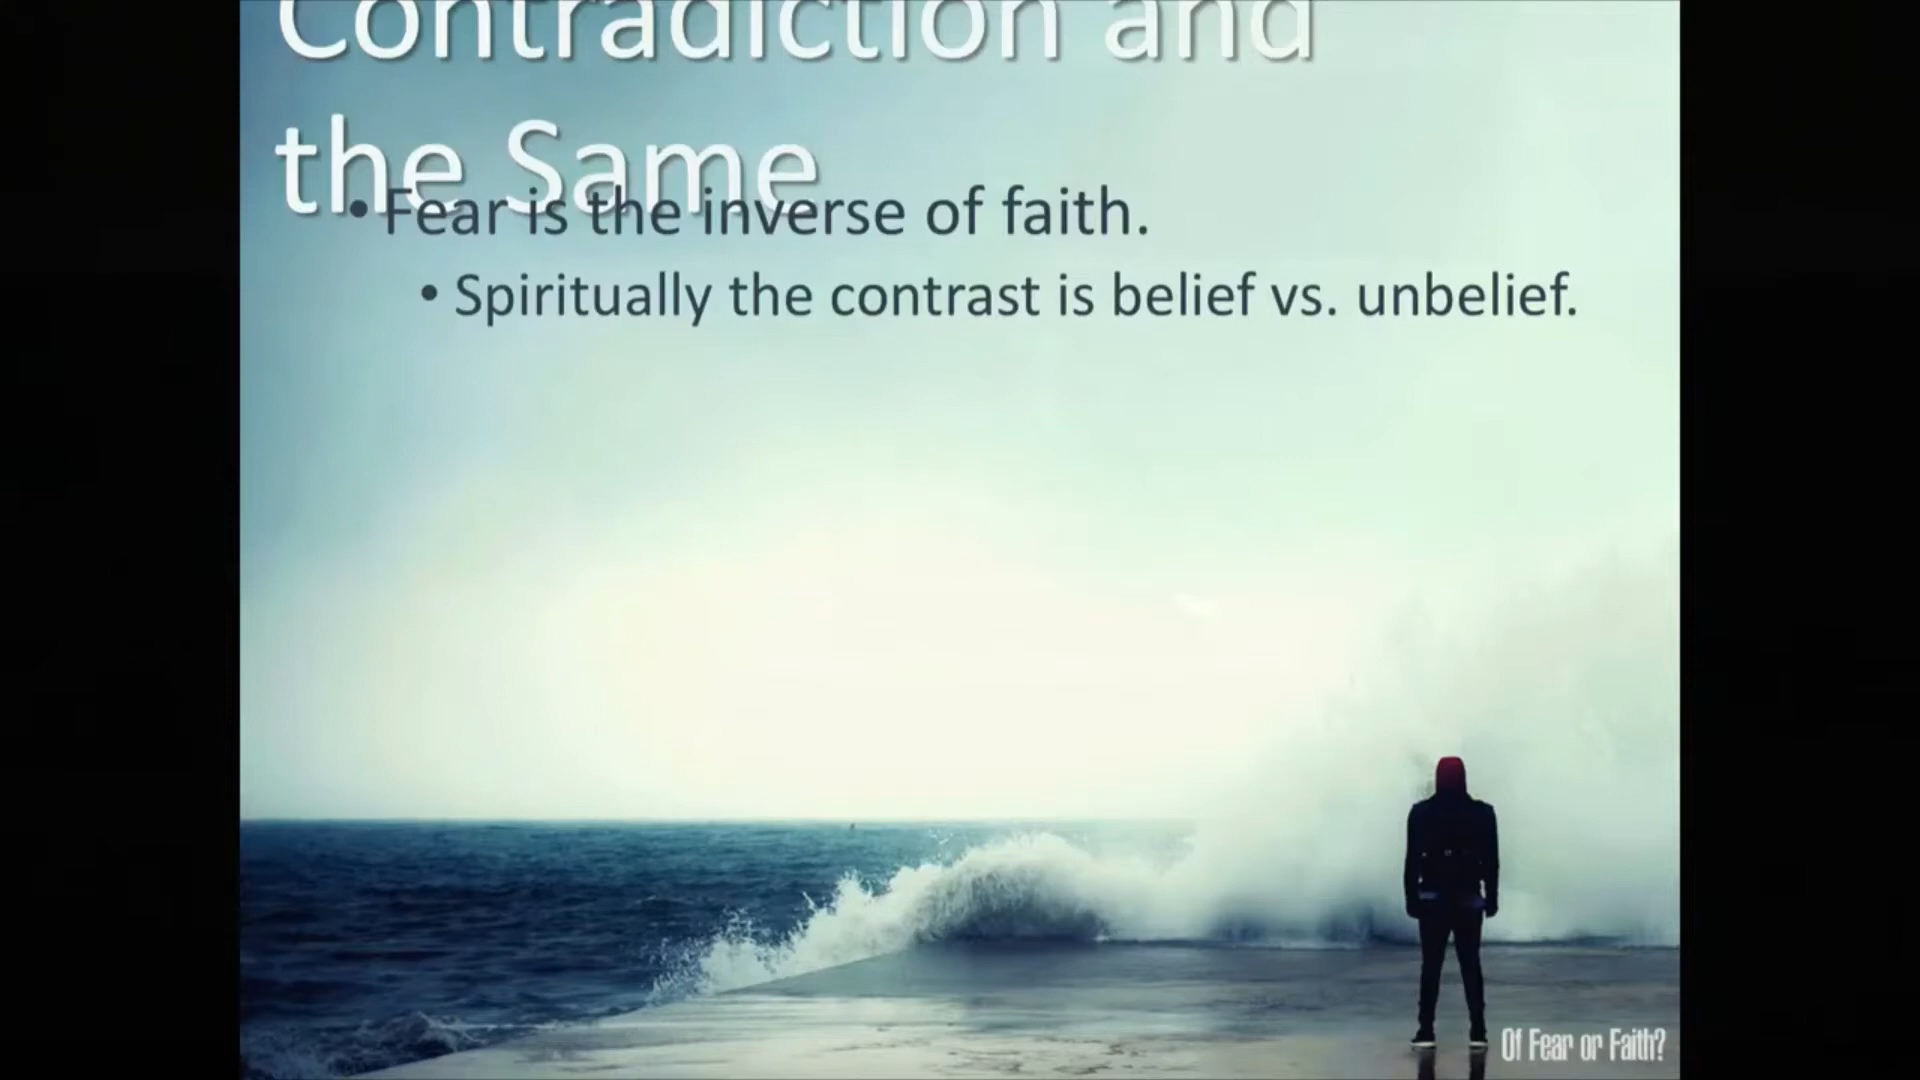 Contradiction and
the Same
• Fear is the inverse of faith.
• Spiritually the contrast is belief vs. unbelief.
Of Fear or Faith?